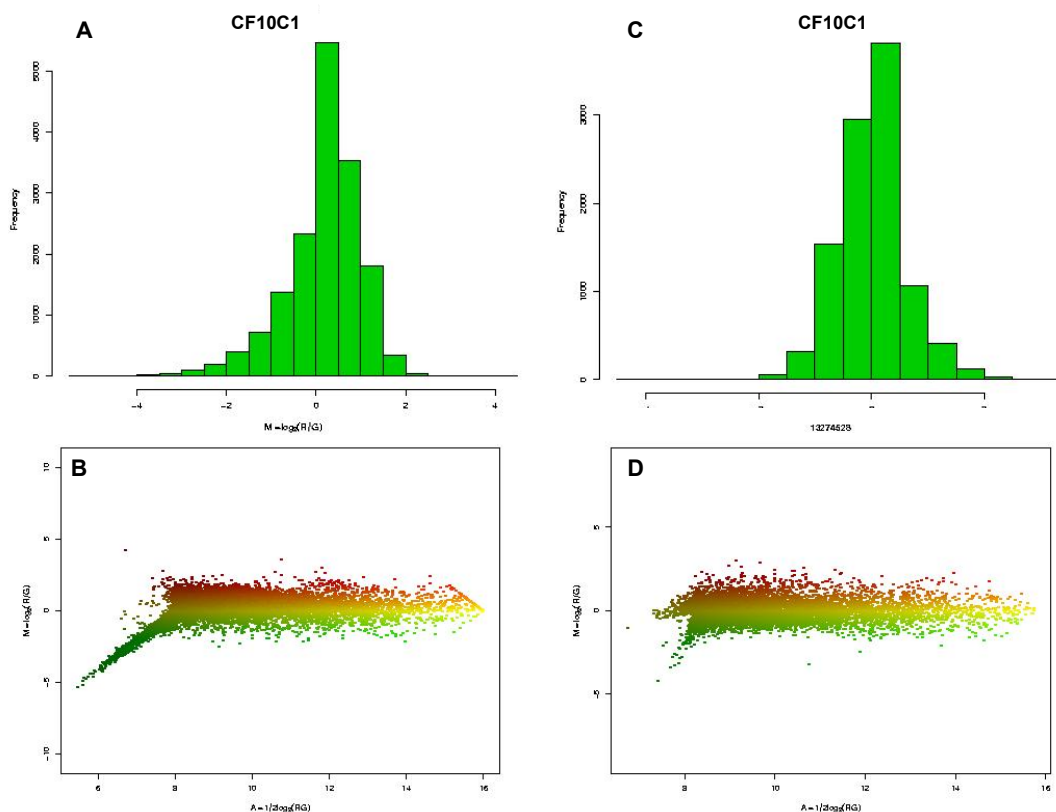 A
CF10C1
Frequency
5000
4000
3000
2000
1000
0
-4
-2
0
2
4
M=log₂(R/G)
C
CF10C1
Frequency
3000
2000
1000
0
13274528
B
M=log₂(R/G)
10
5
0
-5
-10
6
8
10
12
14
16
A=1/2log₂(RG)
D
M=log₂(R/G)
5
0
-5
8
10
12
14
16
A=1/2log₂(RG)